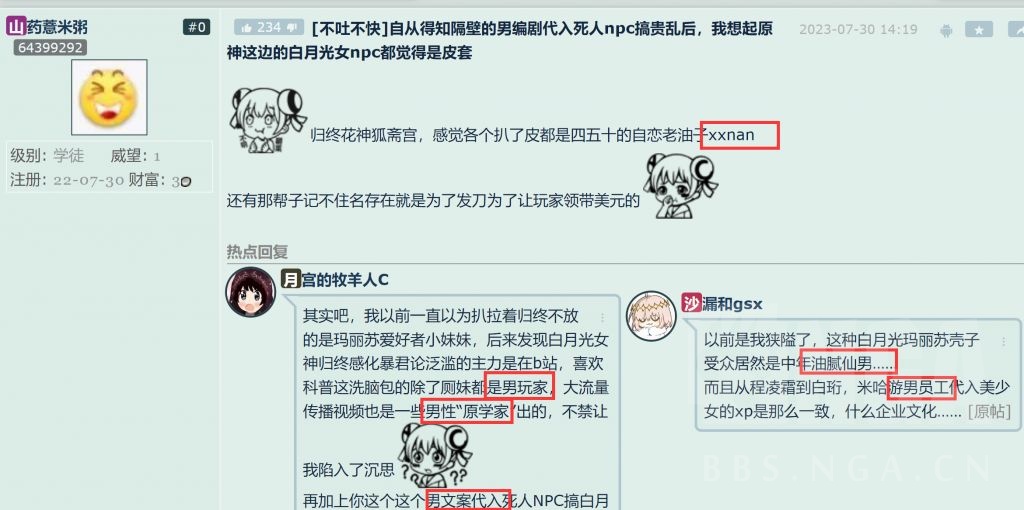 山药薏米粥
#0
64399292
级别: 学徒 威望: 1
注册: 22-07-30 财富: 3
234
[不吐不快]自从得知隔壁的男编剧代入死人npc搞贵乱后，我想起原
神这边的白月光女npc都觉得是皮套
2023-07-30 14:19
归终花神狐斋宫，感觉各个扒了皮都是四五十的自恋老油子xxnan
还有那帮子记不住名存在就是为了发刀为了让玩家领带美元的
热点回复
月宫的牧羊人C
其实吧，我以前一直以为扒拉着归终不放
的是玛丽苏爱好者小妹妹，后来发现白月光女
神归终感化暴君论泛滥的主力是在b站，喜欢
科普这洗脑包的除了厕妹都是男玩家，大流量
传播视频也是一些男性“原学家”出的，不禁让
我陷入了沉思
??
??
再加上你这个这个男文案代入死人NPC搞白月
沙漏和gsx
以前是我狭隘了，这种白月光玛丽苏壳子
受众居然是中年油腻仙男……
而且从程凌霜到白珩，米哈游男员工代入美少
女的xp是那么一致，什么企业文化…… [原帖]
BBS.NGA.CN